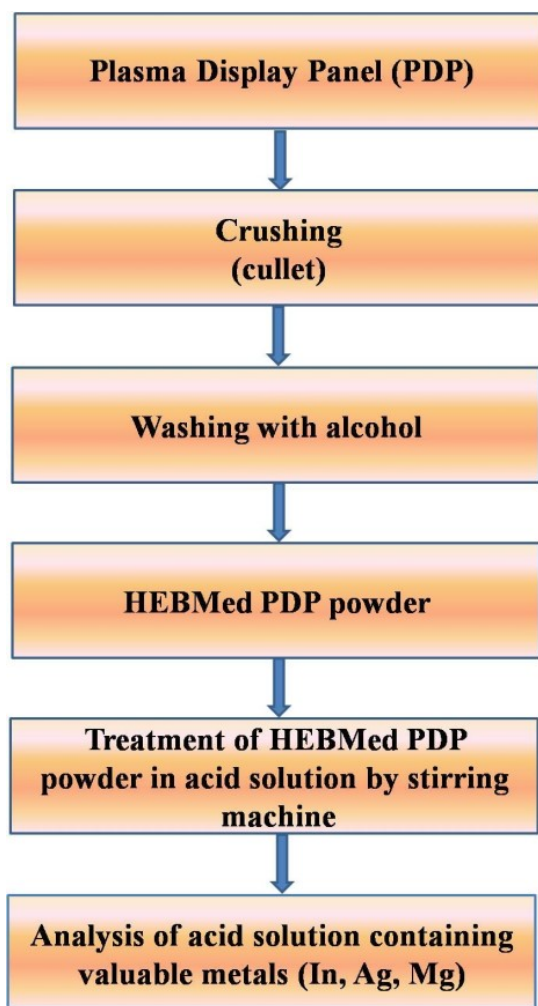 Plasma Display Panel (PDP)
Crushing
(cullet)
Washing with alcohol
HEBMed PDP powder
Treatment of HEBMed PDP
powder in acid solution by stirring
machine
Analysis of acid solution containing
valuable metals (In, Ag, Mg)